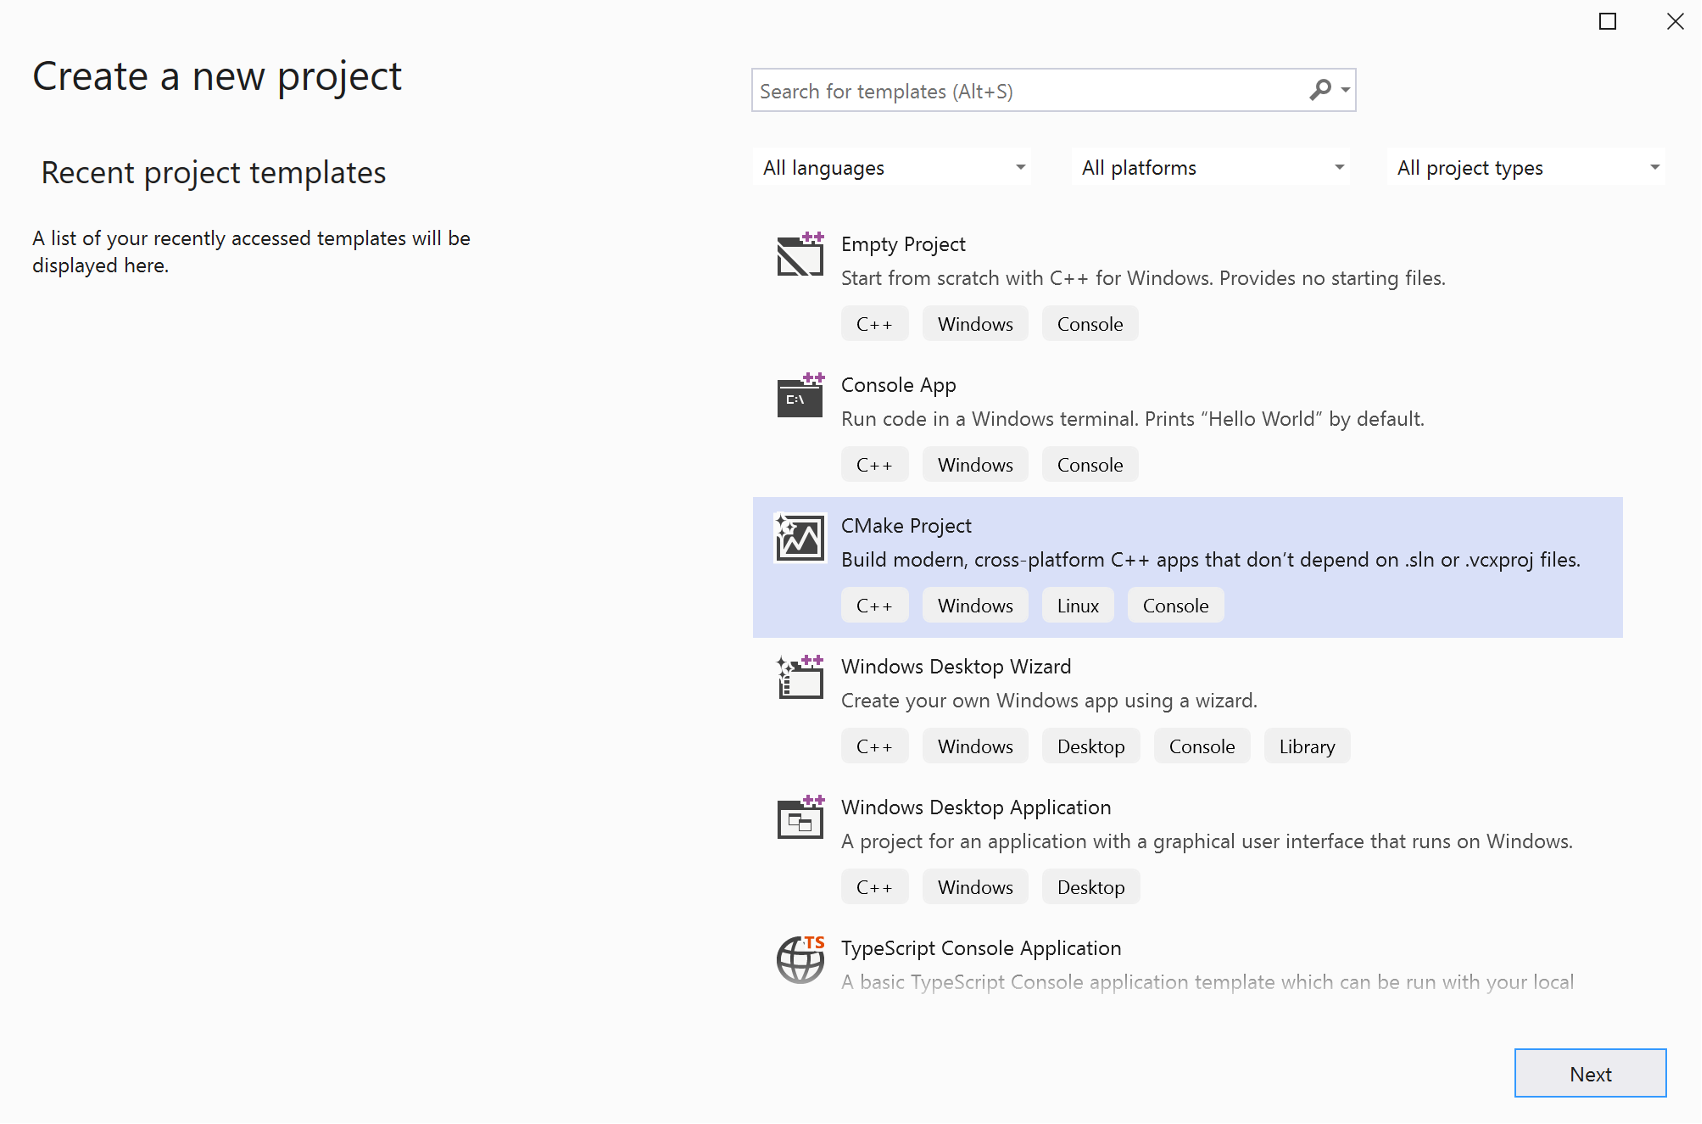 Create a new project
Search for templates (Alt+S)
Recent project templates
All languages
All platforms
All project types
A list of your recently accessed templates will be
displayed here.
Empty Project
Start from scratch with C++ for Windows. Provides no starting files.
C++ Windows Console
C:\
Console App
Run code in a Windows terminal. Prints “Hello World” by default.
C++ Windows Console
CMake Project
Build modern, cross-platform C++ apps that don’t depend on .sln or .vcxproj files.
C++ Windows Linux Console
Windows Desktop Wizard
Create your own Windows app using a wizard.
C++ Windows Desktop Console Library
Windows Desktop Application
A project for an application with a graphical user interface that runs on Windows.
C++ Windows Desktop
TS
TypeScript Console Application
A basic TypeScript Console application template which can be run with your local
Next